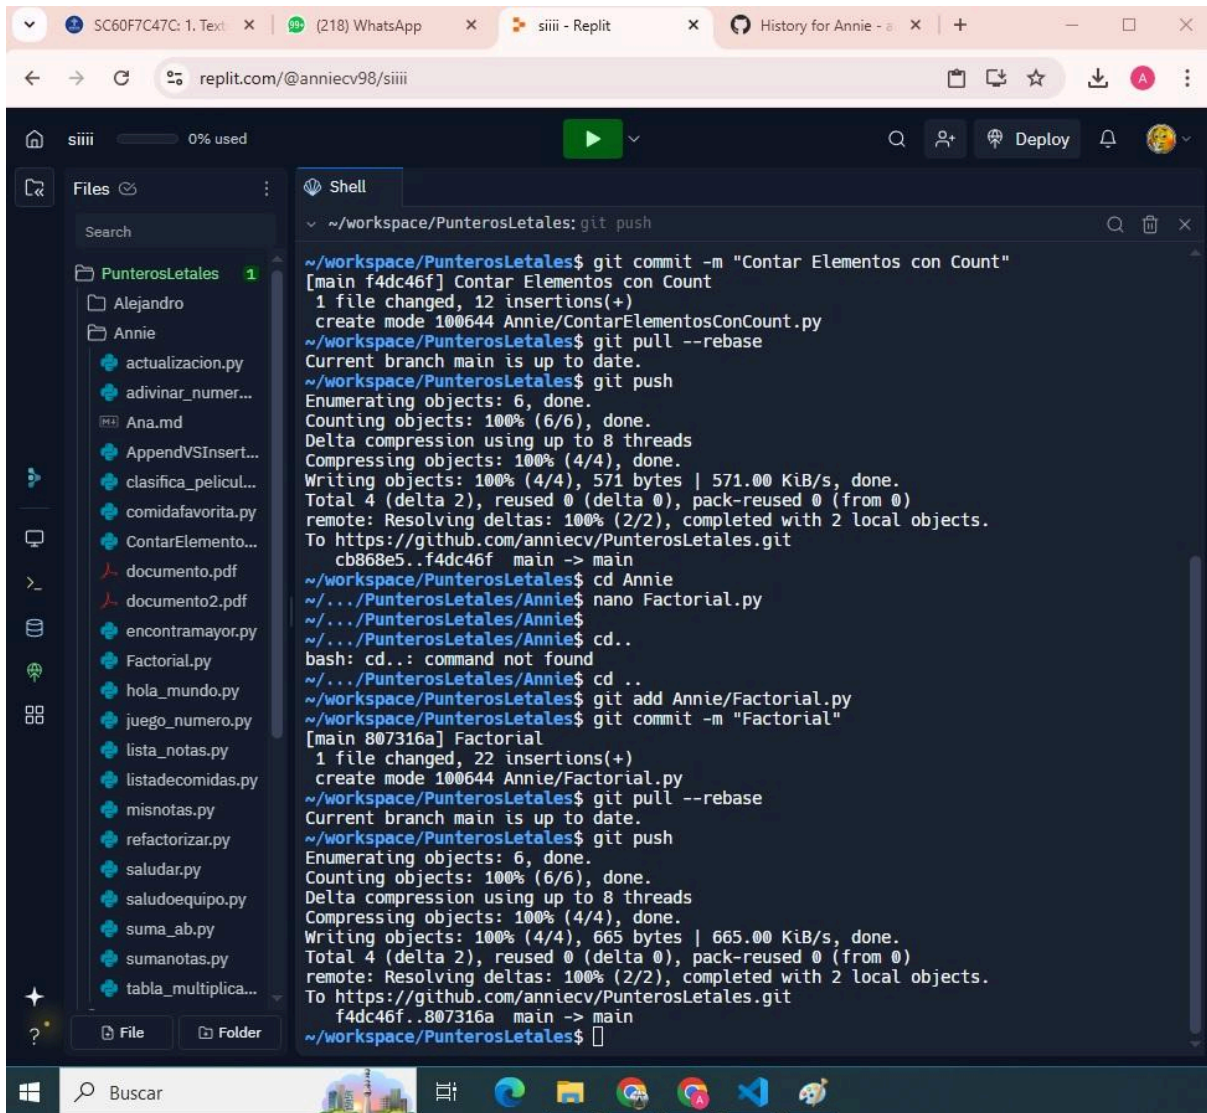 SC60F7C47C: 1. Text
99+
(218) WhatsApp
siiii - Replit
History for Annie - a
replit.com/@anniecv98/siiii
A
siiii
0% used
Deploy
Files
Shell
Search
~/workspace/PunterosLetales: git push
PunterosLetales 1
Alejandro
Annie
actualizacion.py
adivinar_numer...
Ana.md
AppendVSInsert...
clasifica_pelicul...
comidafavorita.py
ContarElemento...
documento.pdf
documento2.pdf
encontramayor.py
Factorial.py
hola_mundo.py
juego_numero.py
lista_notas.py
listadecomidas.py
misnotas.py
refactorizar.py
saludar.py
saludoequipo.py
suma_ab.py
sumanotas.py
tabla_multiplica...
File
Folder
~/workspace/PunterosLetales$ git commit -m "Contar Elementos con Count"
[main f4dc46f] Contar Elementos con Count
1 file changed, 12 insertions(+)
create mode 100644 Annie/ContarElementosConCount.py
~/workspace/PunterosLetales$ git pull --rebase
Current branch main is up to date.
~/workspace/PunterosLetales$ git push
Enumerating objects: 6, done.
Counting objects: 100% (6/6), done.
Delta compression using up to 8 threads
Compressing objects: 100% (4/4), done.
Writing objects: 100% (4/4), 571 bytes | 571.00 KiB/s, done.
Total 4 (delta 2), reused 0 (delta 0), pack-reused 0 (from 0)
remote: Resolving deltas: 100% (2/2), completed with 2 local objects.
To https://github.com/anniecv/PunterosLetales.git
cb868e5..f4dc46f main -> main
~/workspace/PunterosLetales$ cd Annie
~/.../PunterosLetales/Annie$ nano Factorial.py
~/.../PunterosLetales/Annie$
~/.../PunterosLetales/Annie$ cd..
bash: cd..: command not found
~/.../PunterosLetales/Annie$ cd ..
~/workspace/PunterosLetales$ git add Annie/Factorial.py
~/workspace/PunterosLetales$ git commit -m "Factorial"
[main 807316a] Factorial
1 file changed, 22 insertions(+)
create mode 100644 Annie/Factorial.py
~/workspace/PunterosLetales$ git pull --rebase
Current branch main is up to date.
~/workspace/PunterosLetales$ git push
Enumerating objects: 6, done.
Counting objects: 100% (6/6), done.
Delta compression using up to 8 threads
Compressing objects: 100% (4/4), done.
Writing objects: 100% (4/4), 665 bytes | 665.00 KiB/s, done.
Total 4 (delta 2), reused 0 (delta 0), pack-reused 0 (from 0)
remote: Resolving deltas: 100% (2/2), completed with 2 local objects.
To https://github.com/anniecv/PunterosLetales.git
f4dc46f..807316a main -> main
~/workspace/PunterosLetales$
Buscar